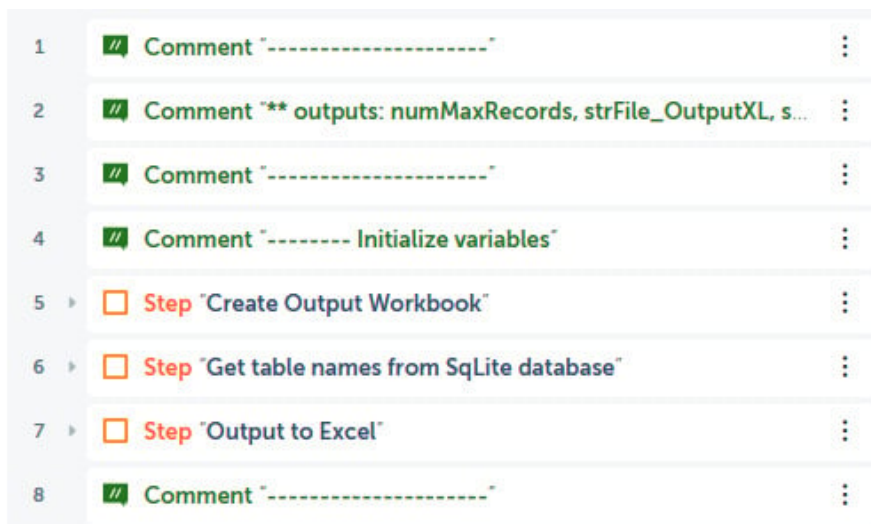 1 Comment "---------------------"
2 Comment "** outputs: numMaxRecords, strFile_OutputXL, s...
3 Comment "---------------------"
4 Comment "-------- Initialize variables"
5 Step "Create Output Workbook"
6 Step "Get table names from SqLite database"
7 Step "Output to Excel"
8 Comment "---------------------"